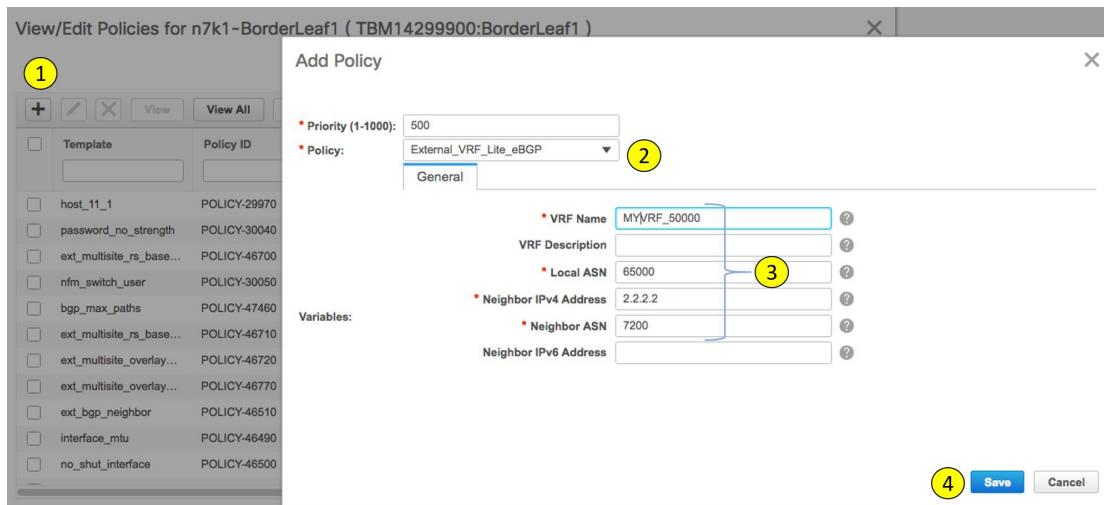 View/Edit Policies for n7k1-BorderLeaf1 ( TBM14299900:BorderLeaf1 )
1
View
View All
Template
Policy ID
host_11_1
POLICY-29970
password_no_strength
POLICY-30040
ext_multisite_rs_base...
POLICY-46700
nfm_switch_user
POLICY-30050
bgp_max_paths
POLICY-47460
ext_multisite_rs_base...
POLICY-46710
ext_multisite_overlay...
POLICY-46720
ext_multisite_overlay...
POLICY-46770
ext_bgp_neighbor
POLICY-46510
interface_mtu
POLICY-46490
no_shut_interface
POLICY-46500
Add Policy
* Priority (1-1000): 500
* Policy: External_VRF_Lite_eBGP
2
General
Variables:
* VRF Name MYVRF_50000
VRF Description
* Local ASN 65000
3
* Neighbor IPv4 Address 2.2.2.2
* Neighbor ASN 7200
Neighbor IPv6 Address
4
Save
Cancel